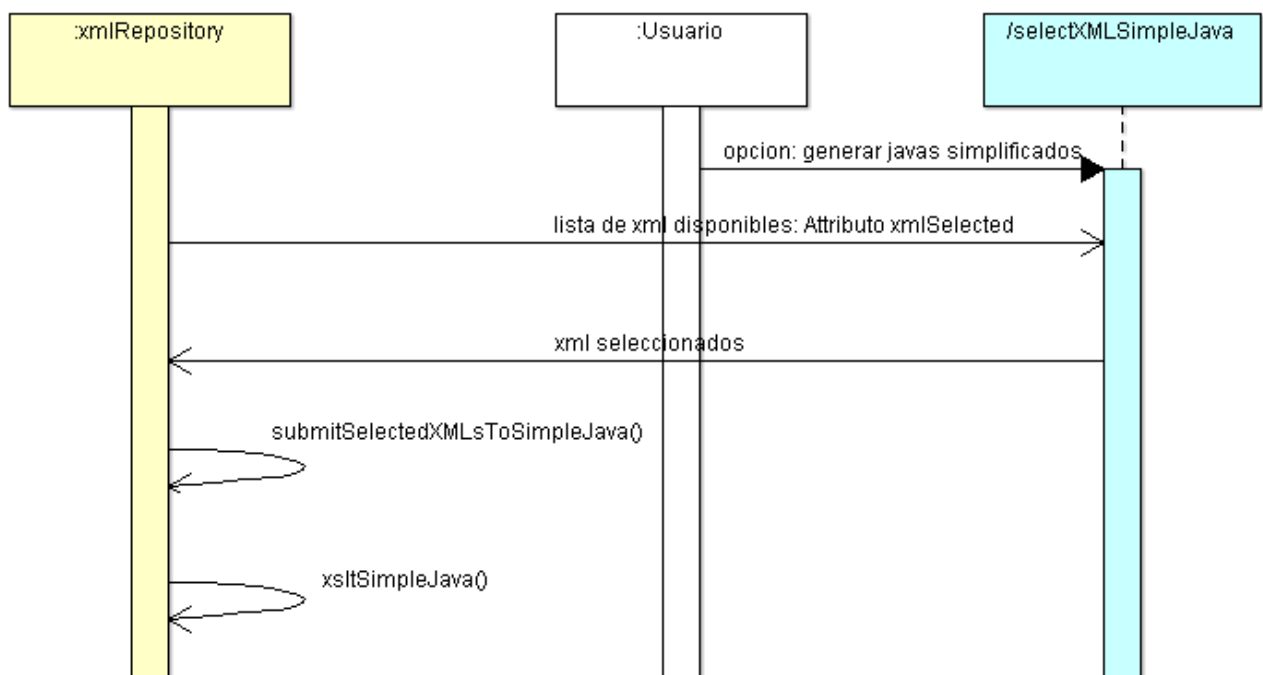 :xmlRepository
:Usuario
/selectXMLSimpleJava
opcion: generar javas simplificados
lista de xml disponibles: Attributo xmlSelected
xml seleccionados
submitSelectedXMLsToSimpleJava()
xsltSimpleJava()